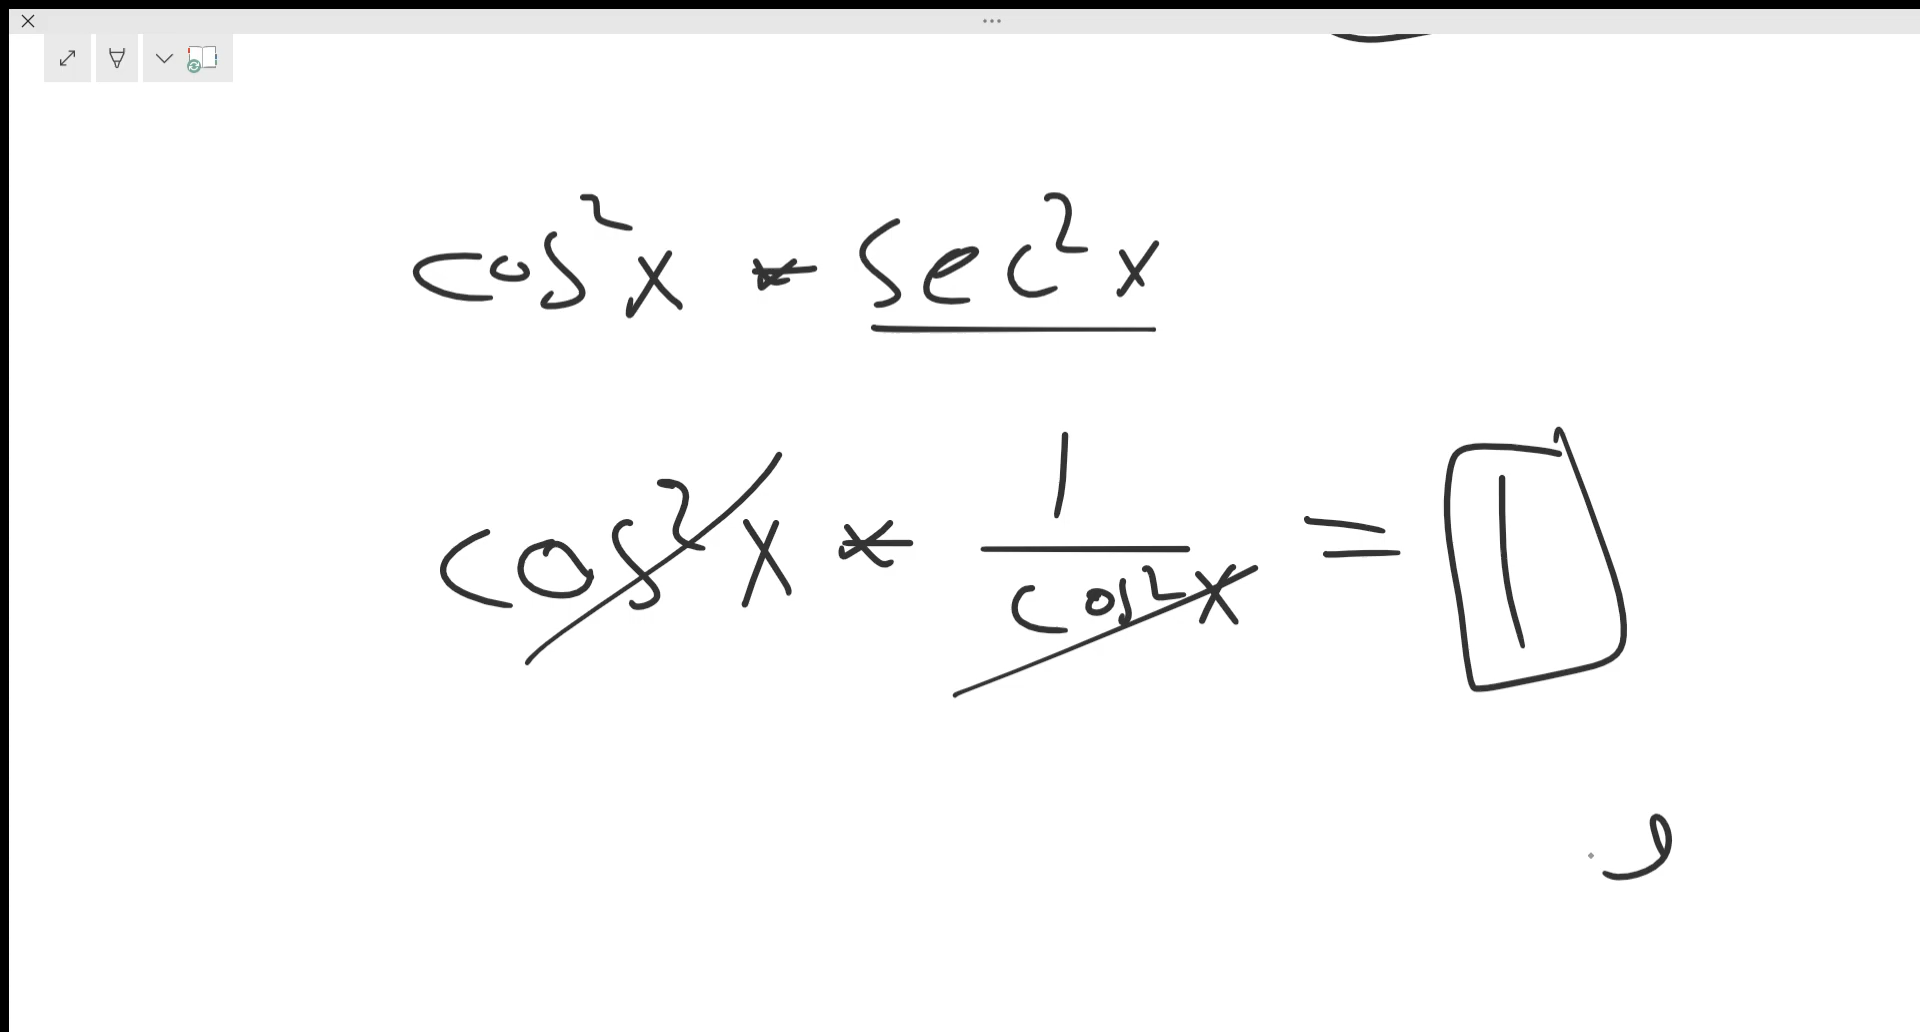 cos²x * sec²x
cos²x * 1/cos²x = 1